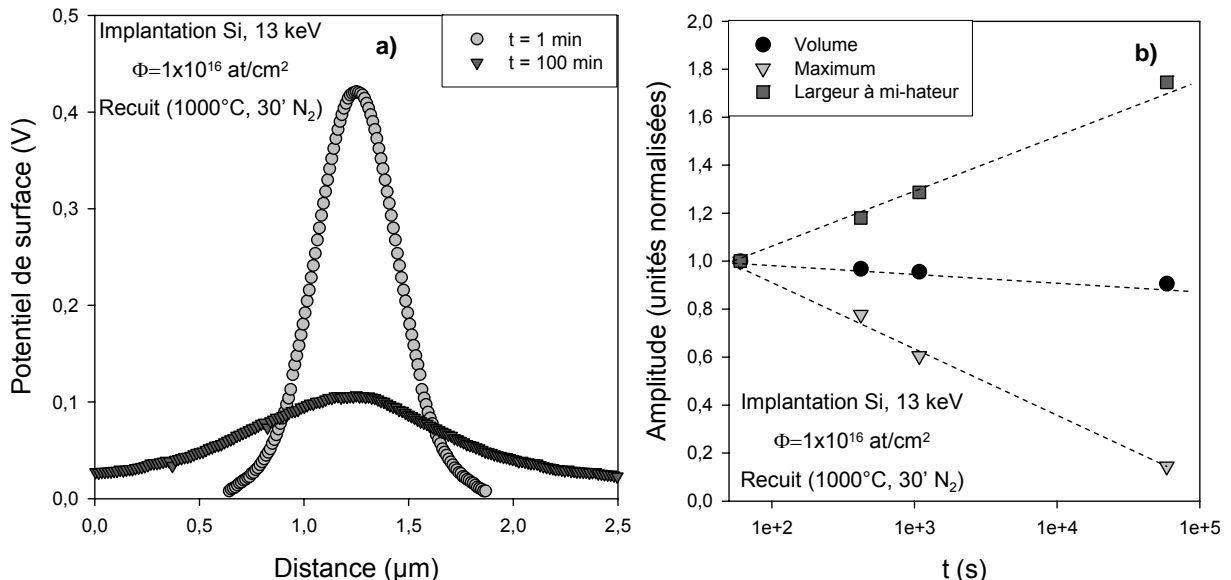 Implantation Si, 13 keV
Φ=1x10¹⁶ at/cm²
Recuit (1000°C, 30' N₂)
a)
t = 1 min
t = 100 min
Potentiel de surface (V)
0,5
0,4
0,3
0,2
0,1
0,0
0,0 0,5 1,0 1,5 2,0 2,5
Distance (µm)
b)
Volume
Maximum
Largeur à mi-hateur
Amplitude (unités normalisées)
2,0
1,8
1,6
1,4
1,2
1,0
0,8
0,6
0,4
0,2
0,0
Implantation Si, 13 keV
Φ=1x10¹⁶ at/cm²
Recuit (1000°C, 30' N₂)
1e+2 1e+3 1e+4 1e+5
t (s)